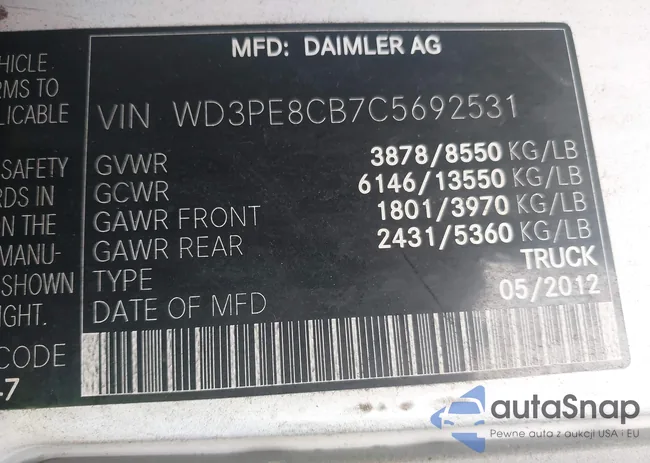 MFD: DAIMLER AG
HICLE
RMS TO
LICABLE
VIN WD3PE8CB7C5692531
SAFETY
RDS IN
ON THE
MANU-
SHOWN
IGHT.
GVWR 3878/8550 KG/LB
GCWR 6146/13550 KG/LB
GAWR FRONT 1801/3970 KG/LB
GAWR REAR 2431/5360 KG/LB
TYPE TRUCK
DATE OF MFD 05/2012
CODE
47
autaSnap
Pewne auta z aukcji USA i EU